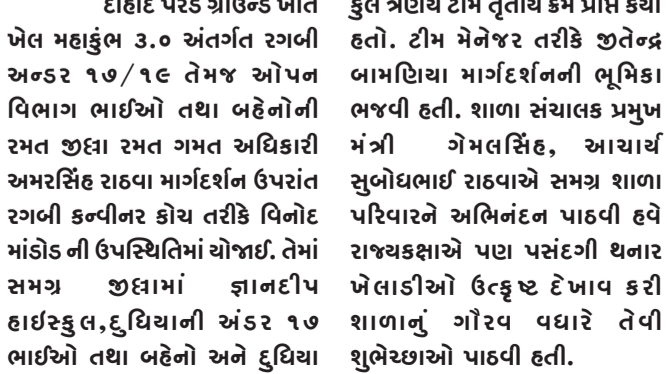 દાહોદ પરેડ ગ્રાઉન્ડ ખાતે
ખેલ મહાકુંભ ૩.૦ અંતર્ગત રગબી
અન્ડર ૧૭/૧૯ તેમજ ઓપન
વિભાગ ભાઈઓ તથા બહેનોની
રમત જીલ્લા રમત ગમત અધિકારી
અમરસિંહ રાઠવા માર્ગદર્શન ઉપરાંત
રગબી કન્વીનર કોચ તરીકે વિનોદ
માંડોડ ની ઉપસ્થિતિમાં યોજાઈ. તેમાં
સમગ્ર જીલ્લામાં જ્ઞાનદીપ
હાઇસ્કુલ,દુધિયાની અંડર ૧૭
ભાઈઓ તથા બહેનો અને દુધિયા
કુલ ત્રણેય ટીમ તૃતીય ક્રમ પ્રાપ્ત કર્યો
હતો. ટીમ મેનેજર તરીકે જીતેન્દ્ર
બામણિયા માર્ગદર્શનની ભૂમિકા
ભજવી હતી. શાળા સંચાલક પ્રમુખ
મંત્રી ગેમલસિંહ, આચાર્ય
સુબોધભાઈ રાઠવાએ સમગ્ર શાળા
પરિવારને અભિનંદન પાઠવી હવે
રાજ્યકક્ષાએ પણ પસંદગી થનાર
ખેલાડીઓ ઉત્કૃષ્ટ દેખાવ કરી
શાળાનું ગૌરવ વધારે તેવી
શુભેચ્છાઓ પાઠવી હતી.